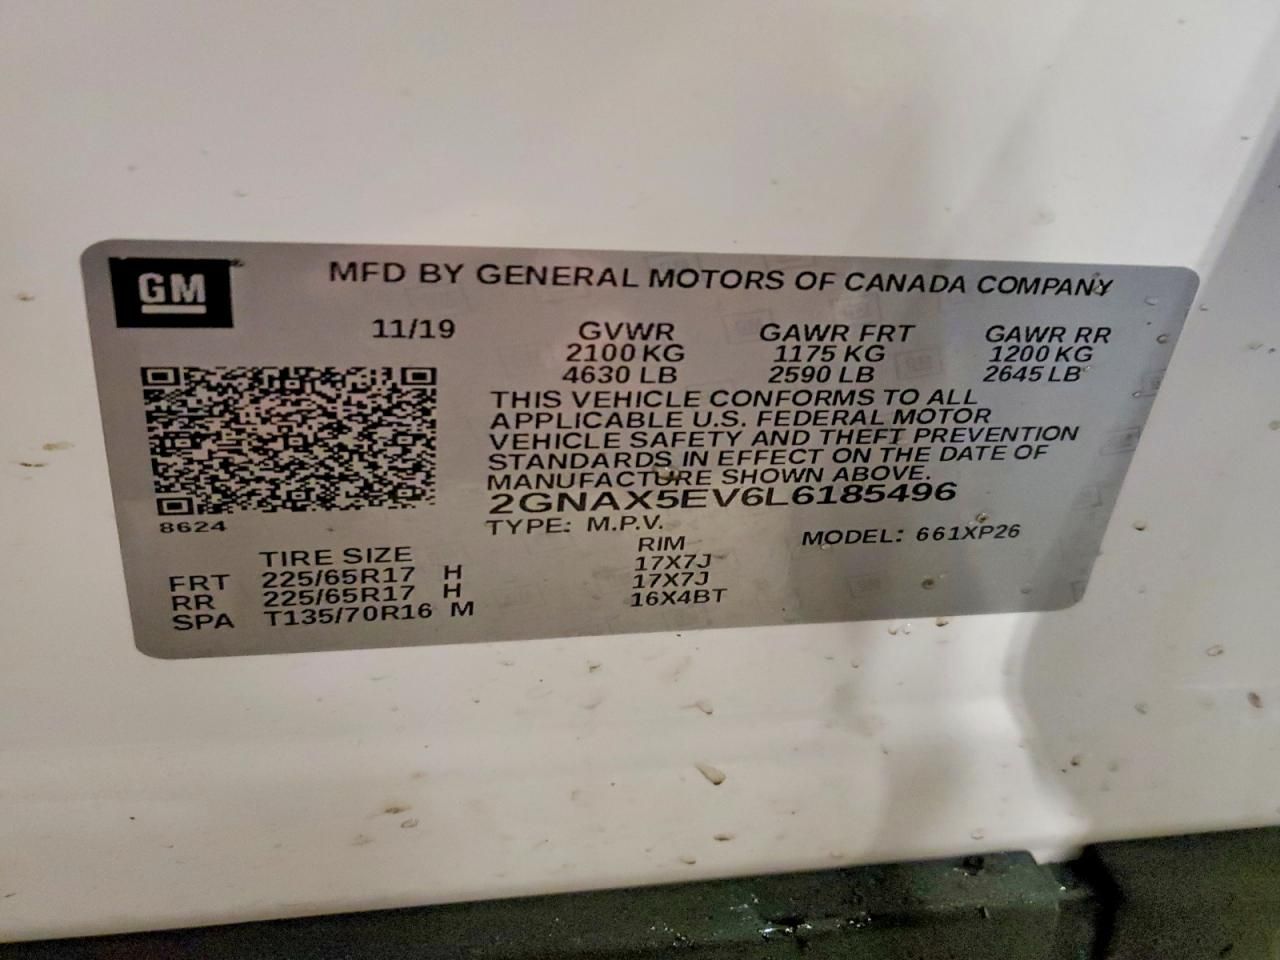 GM
MFD BY GENERAL MOTORS OF CANADA COMPANY
11/19 GVWR GAWR FRT GAWR RR
2100 KG 1175 KG 1200 KG
4630 LB 2590 LB 2645 LB
THIS VEHICLE CONFORMS TO ALL
APPLICABLE U.S. FEDERAL MOTOR
VEHICLE SAFETY AND THEFT PREVENTION
STANDARDS IN EFFECT ON THE DATE OF
MANUFACTURE SHOWN ABOVE.
2GNAX5EV6L6185496
8624
TYPE: M.P.V. MODEL: 661XP26
TIRE SIZE RIM
FRT 225/65R17 H 17X7J
RR 225/65R17 H 17X7J
SPA T135/70R16 M 16X4BT